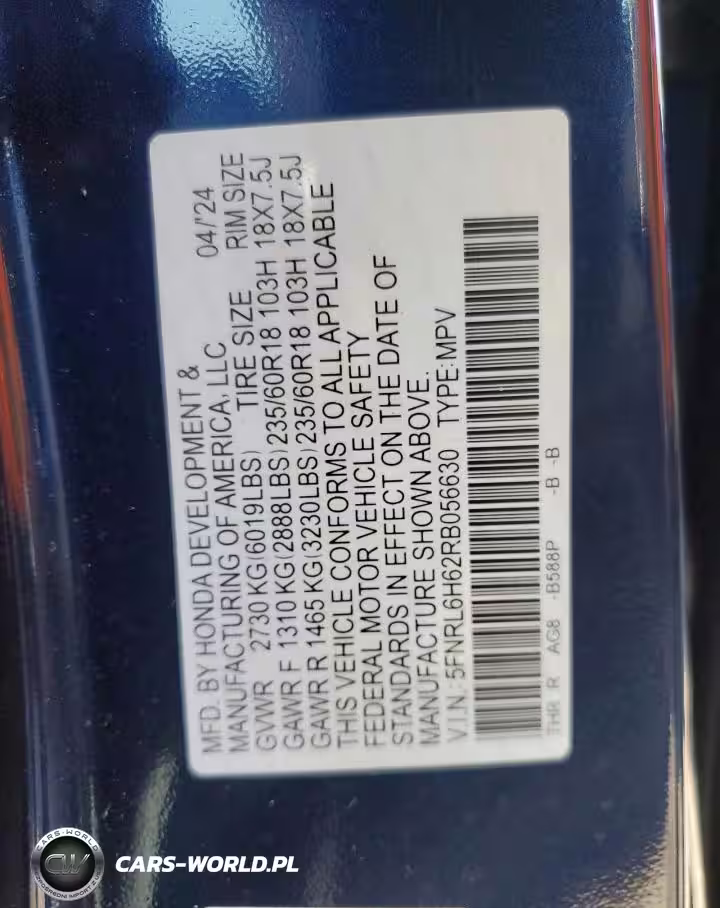 MFD. BY HONDA DEVELOPMENT &
MANUFACTURING OF AMERICA, LLC 04/'24
GVWR 2730 KG(6019LBS) TIRE SIZE RIM SIZE
GAWR F 1310 KG(2888LBS) 235/60R18 103H 18X7.5J
GAWR R 1465 KG(3230LBS) 235/60R18 103H 18X7.5J
THIS VEHICLE CONFORMS TO ALL APPLICABLE
FEDERAL MOTOR VEHICLE SAFETY
STANDARDS IN EFFECT ON THE DATE OF
MANUFACTURE SHOWN ABOVE.
V.I.N.: 5FNRL6H62RB056630 TYPE:MPV
THR R AG8 -B588P -B -B
CARS-WORLD
CW
CARS-WORLD.PL